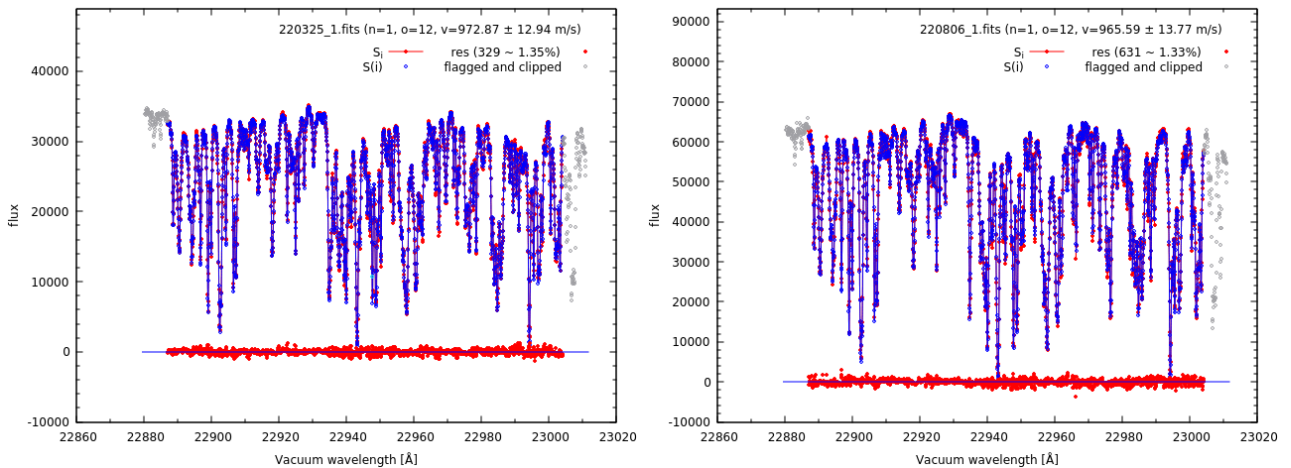 220325_1.fits (n=1, o=12, v=972.87 ± 12.94 m/s)
Si res (329 ~ 1.35%)
S(i) flagged and clipped
40000
30000
20000
10000
0
-10000
flux
22860 22880 22900 22920 22940 22960 22980 23000 23020
Vacuum wavelength [Å]
220806_1.fits (n=1, o=12, v=965.59 ± 13.77 m/s)
Si res (631 ~ 1.33%)
S(i) flagged and clipped
90000
80000
70000
60000
50000
40000
30000
20000
10000
0
-10000
flux
22860 22880 22900 22920 22940 22960 22980 23000 23020
Vacuum wavelength [Å]